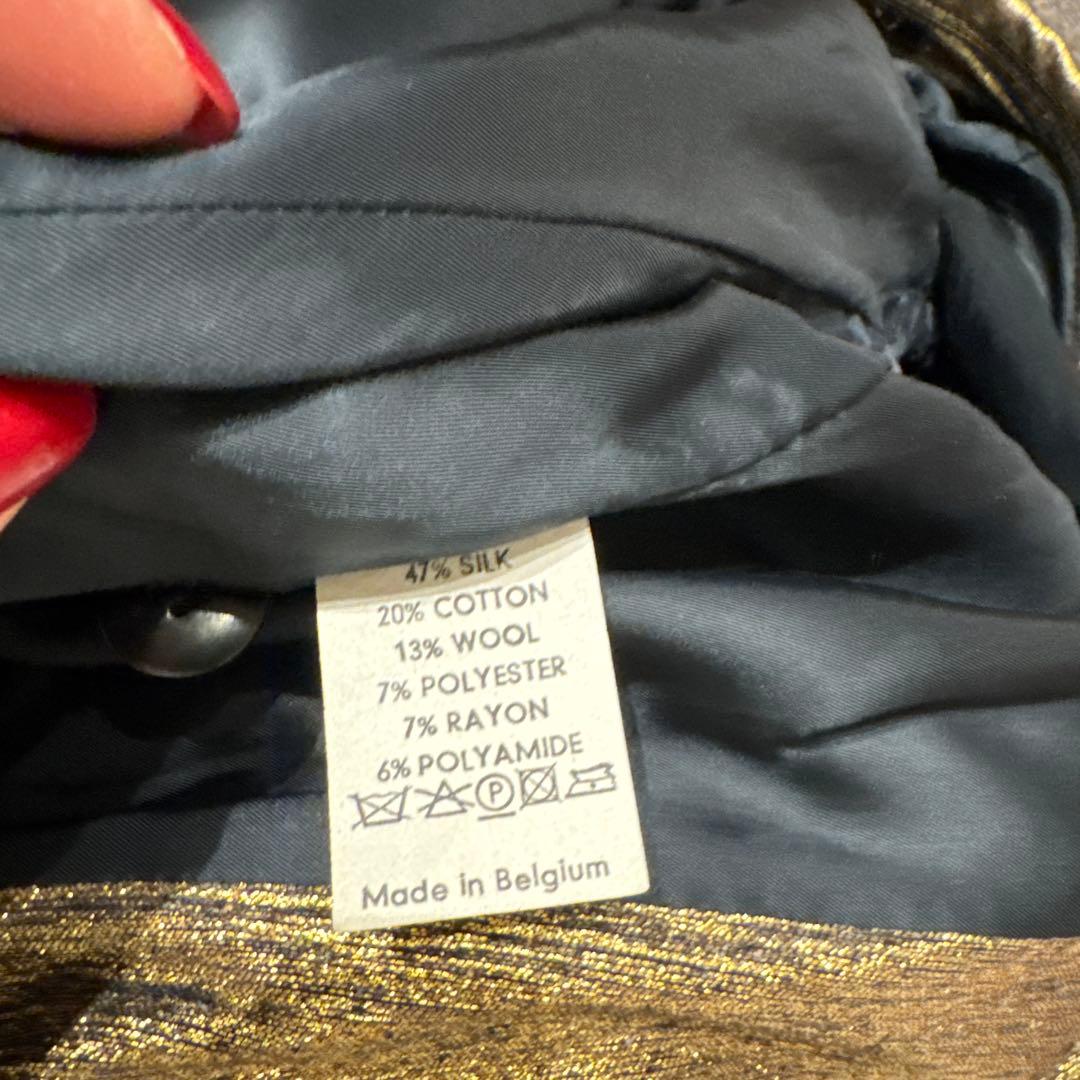 47% SILK
20% COTTON
13% WOOL
7% POLYESTER
7% RAYON
6% POLYAMIDE
P
Made in Belgium